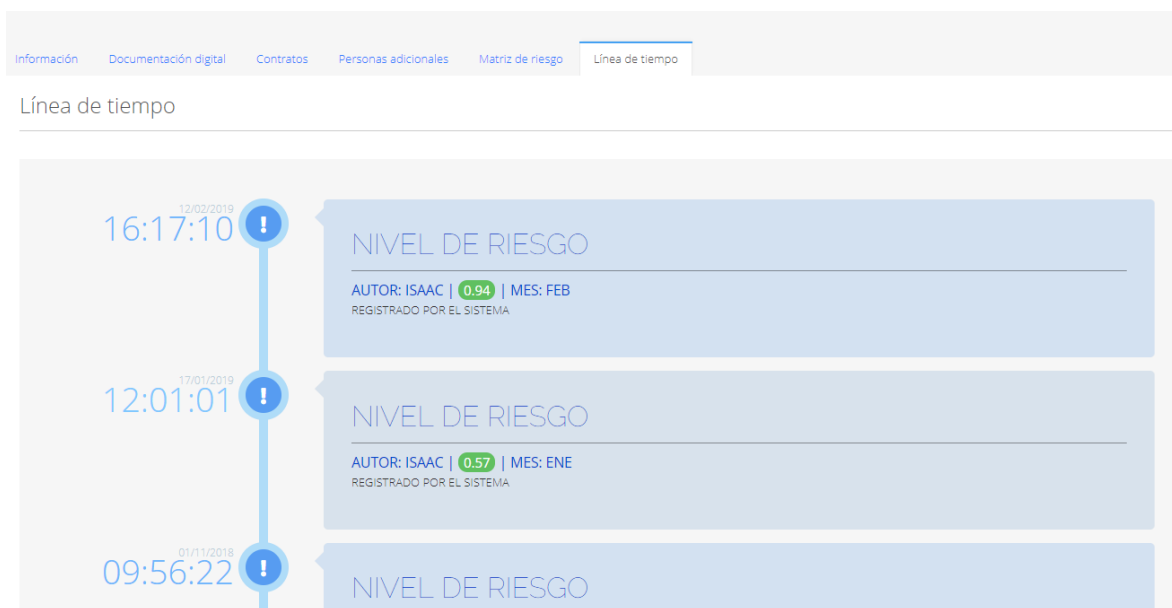 Información Documentación digital Contratos Personas adicionales Matriz de riesgo Línea de tiempo
Línea de tiempo
12/02/2019
16:17:10
NIVEL DE RIESGO
AUTOR: ISAAC | 0.94 | MES: FEB
REGISTRADO POR EL SISTEMA
17/01/2019
12:01:01
NIVEL DE RIESGO
AUTOR: ISAAC | 0.57 | MES: ENE
REGISTRADO POR EL SISTEMA
01/11/2018
09:56:22
NIVEL DE RIESGO